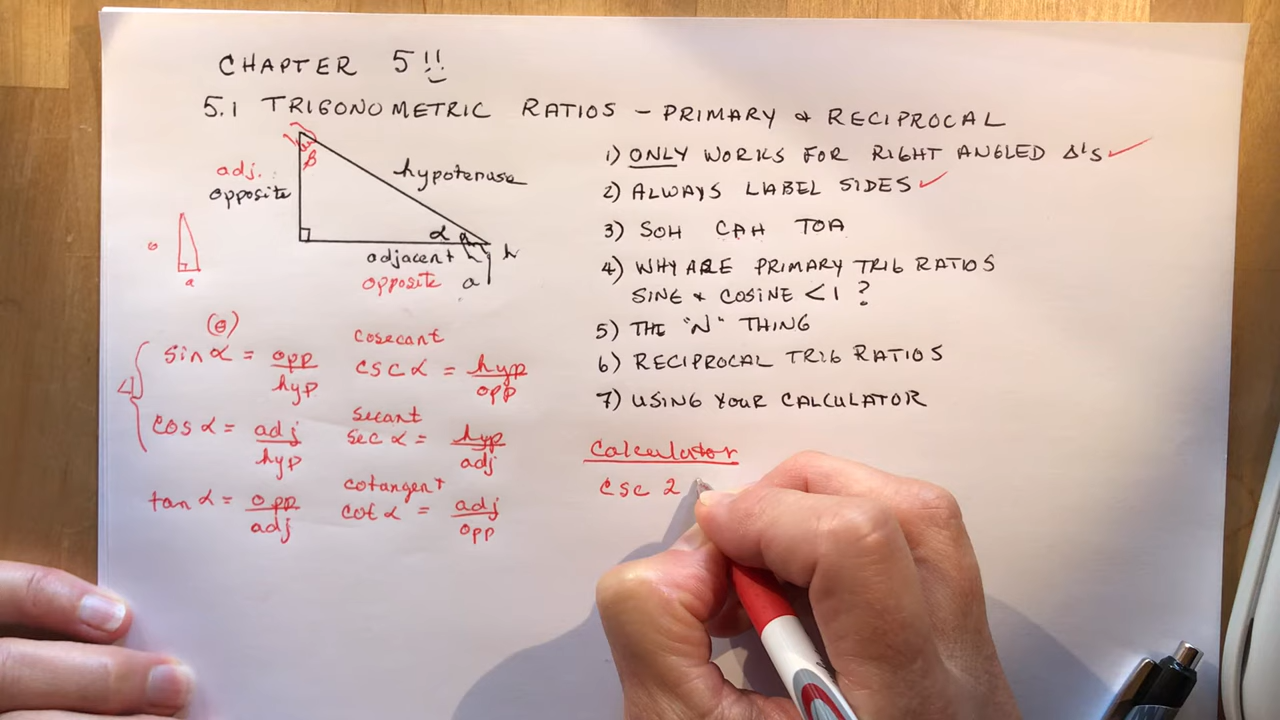 CHAPTER 5!!
5.1 TRIGONOMETRIC RATIOS – PRIMARY & RECIPROCAL
β
adj.
opposite
hypotenuse
α
adjacent
opposite
h
a
θ
a
1) ONLY WORKS FOR RIGHT ANGLED Δ'S ✓
2) ALWAYS LABEL SIDES ✓
3) SOH CAH TOA
4) WHY ARE PRIMARY TRIG RATIOS
SINE & COSINE < 1 ?
5) THE "N" THING
6) RECIPROCAL TRIG RATIOS
7) USING YOUR CALCULATOR
(θ)
sin α = opp/hyp
cosecant
csc α = hyp/opp
cos α = adj/hyp
secant
sec α = hyp/adj
tan α = opp/adj
cotangent
cot α = adj/opp
Calculator
csc 2